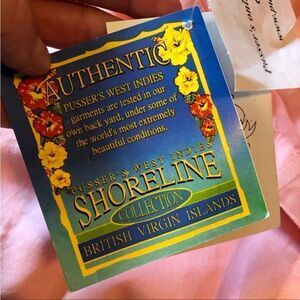 AUTHENTIC
PUSSER'S WEST INDIES
garments are tested in our
own back yard, under some of
the world's most extremely
beautiful conditions.
PUSSER'S WEST INDIES
SHORELINE
COLLECTION
BRITISH VIRGIN ISLANDS